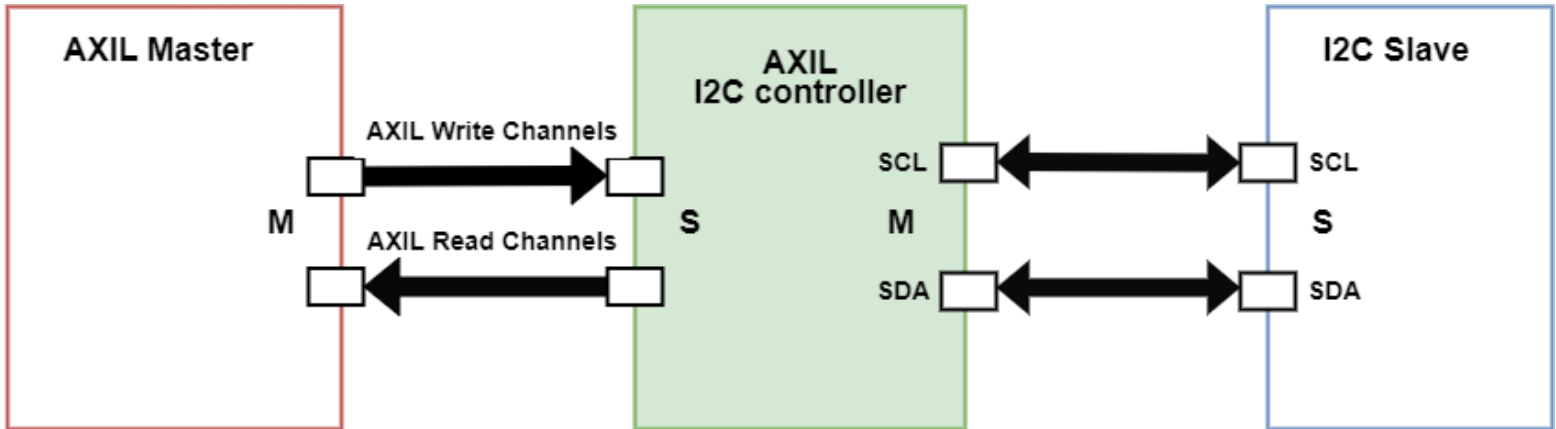 AXIL Master
AXIL
I2C controller
I2C Slave
AXIL Write Channels
SCL
SCL
M
S
M
S
AXIL Read Channels
SDA
SDA